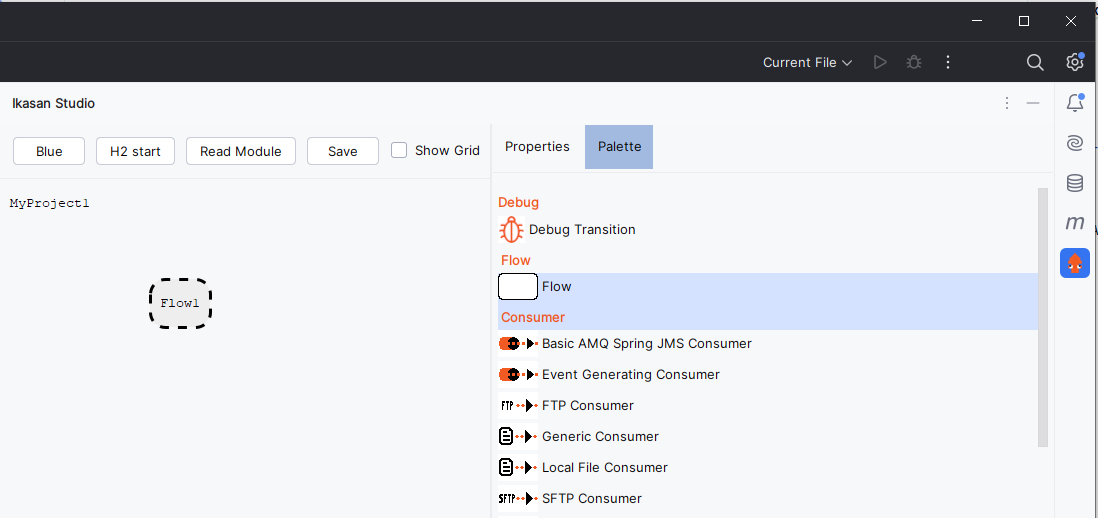 Current File
Ikasan Studio
Blue H2 start Read Module Save Show Grid Properties Palette
MyProject1
Flow1
Debug
Debug Transition
Flow
Flow
Consumer
Basic AMQ Spring JMS Consumer
Event Generating Consumer
FTP FTP Consumer
Generic Consumer
Local File Consumer
SFTP SFTP Consumer
m